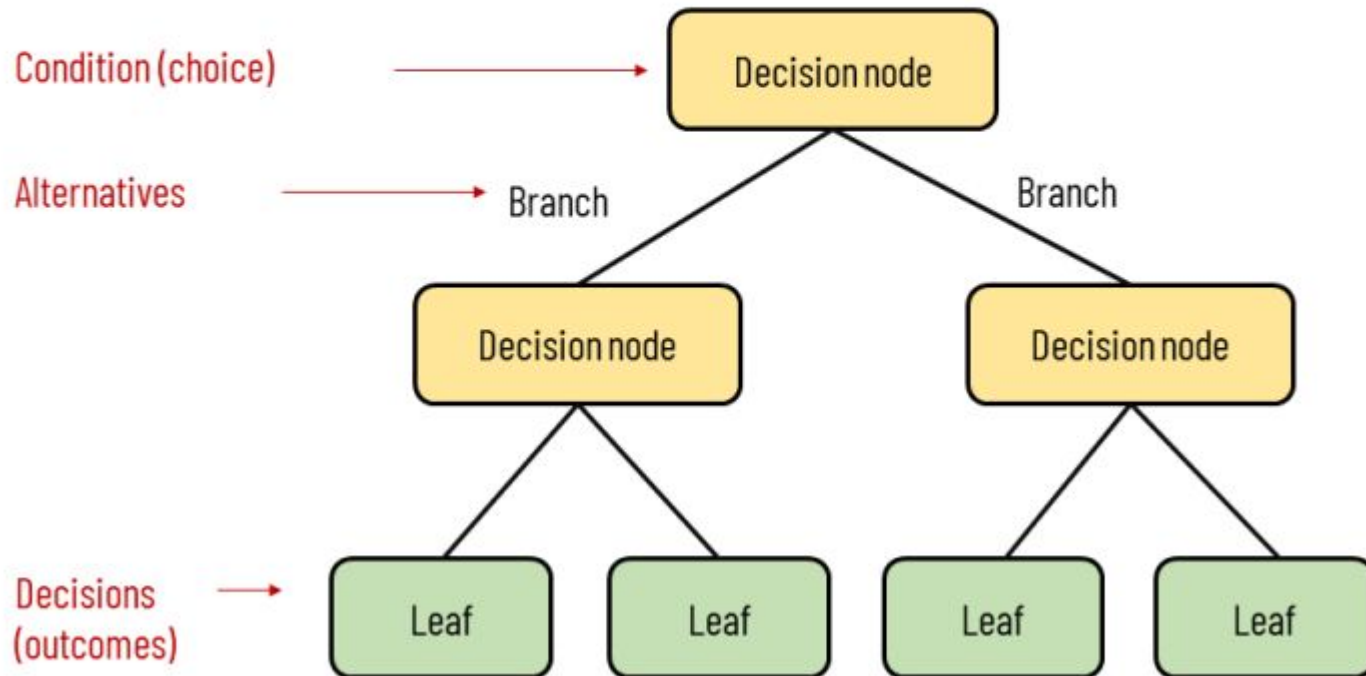 Condition (choice)
Decision node
Alternatives
Branch
Branch
Decision node
Decision node
Decisions
(outcomes)
Leaf
Leaf
Leaf
Leaf